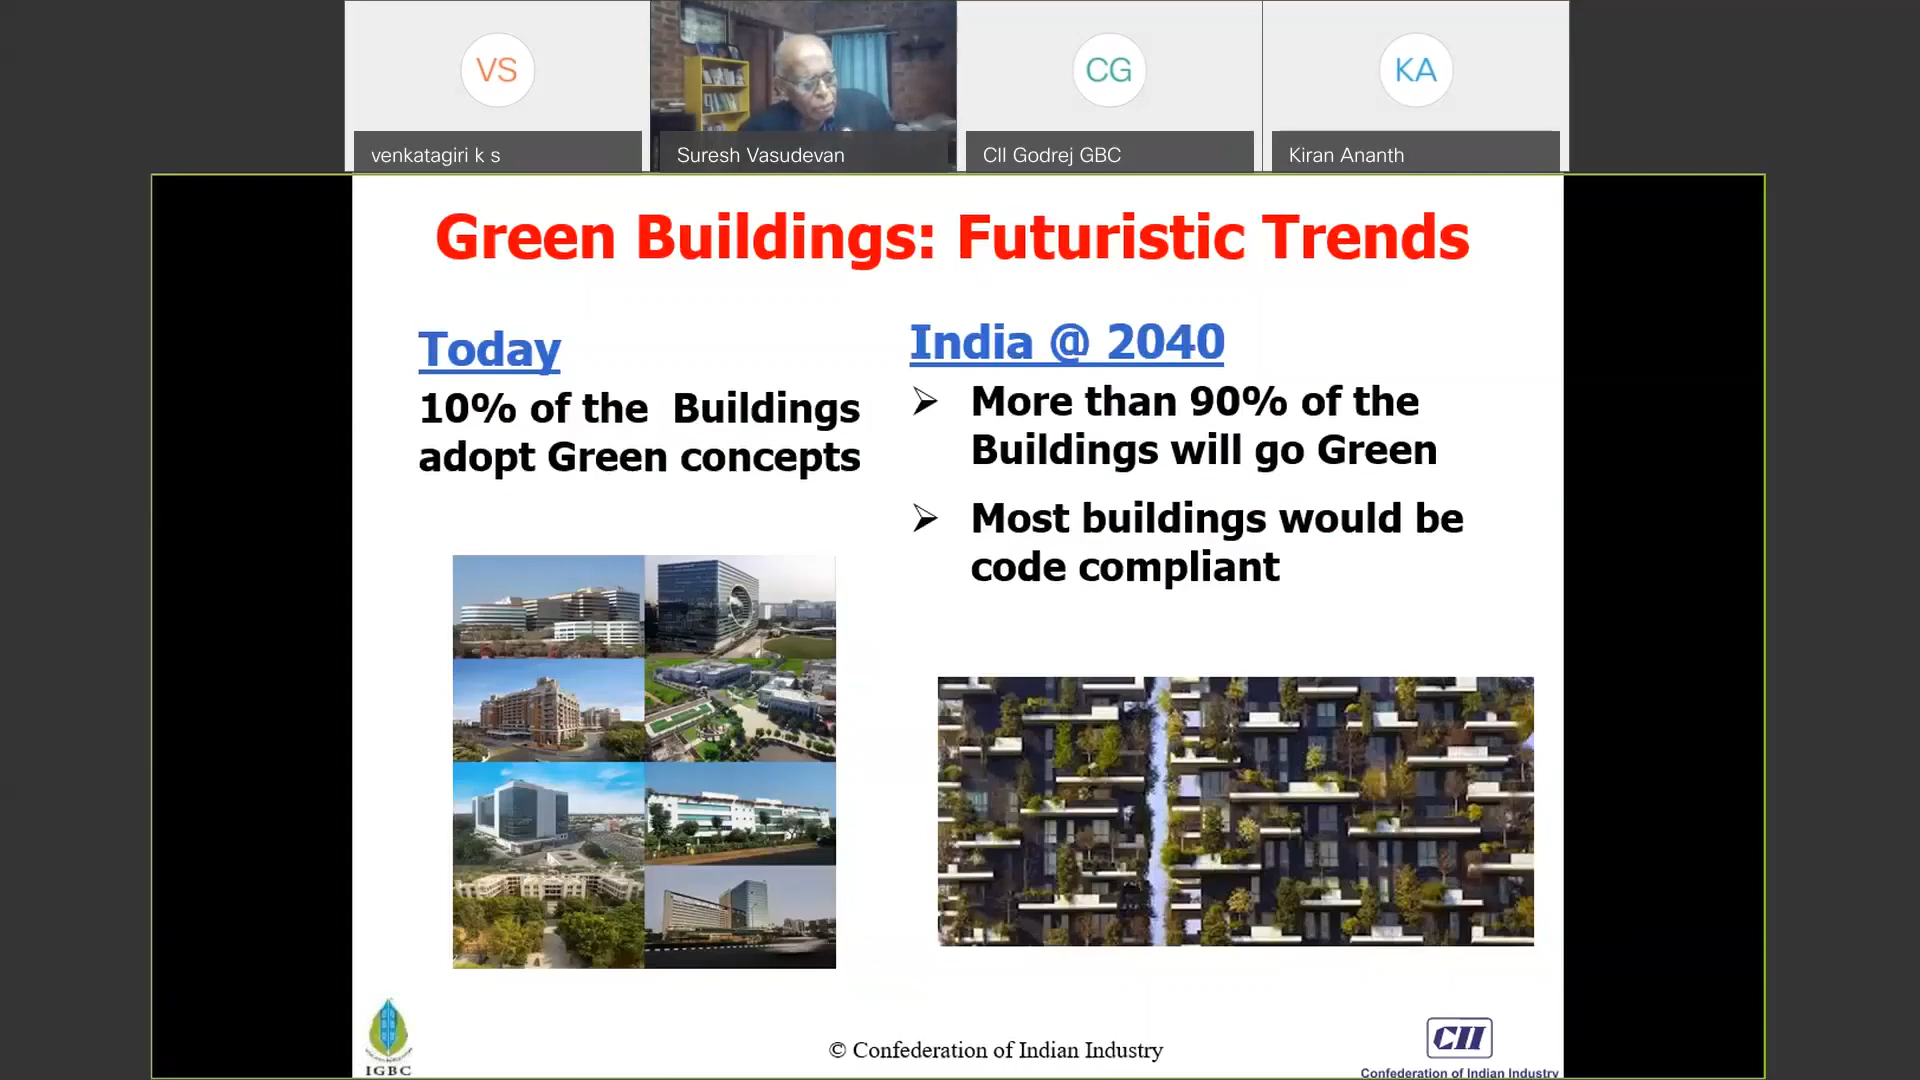 VS
CG
KA
venkatagiri k s
Suresh Vasudevan
CII Godrej GBC
Kiran Ananth
Green Buildings: Futuristic Trends
Today
10% of the Buildings
adopt Green concepts
India @ 2040
➢ More than 90% of the
Buildings will go Green
➢ Most buildings would be
code compliant
IGBC
© Confederation of Indian Industry
CII
Confederation of Indian Industry